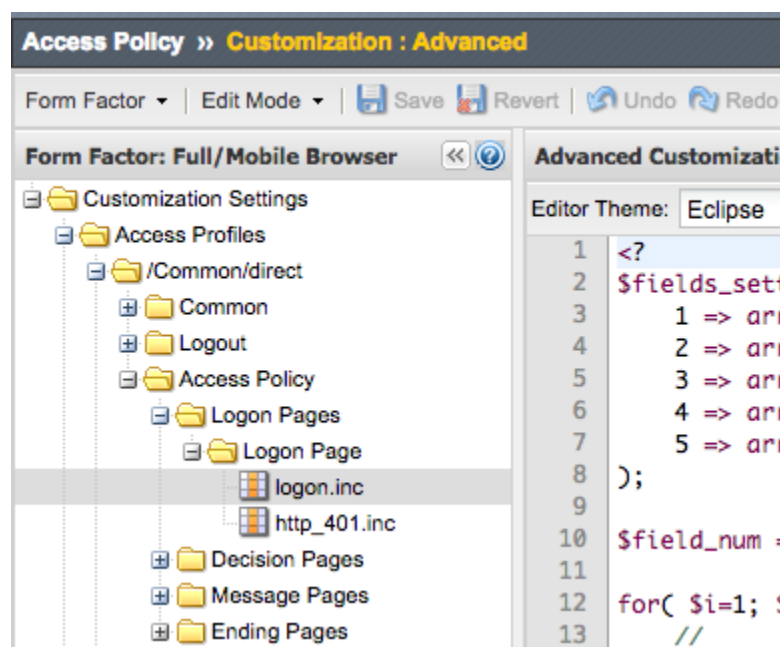 Access Policy » Customization : Advanced
Form Factor Edit Mode Save Revert Undo Redo
Form Factor: Full/Mobile Browser
Customization Settings
Access Profiles
/Common/direct
Common
Logout
Access Policy
Logon Pages
Logon Page
logon.inc
http_401.inc
Decision Pages
Message Pages
Ending Pages
Advanced Customizati
Editor Theme: Eclipse
1 <?
2 $fields_sett
3 1 => arr
4 2 => arr
5 3 => arr
6 4 => arr
7 5 => arr
8 );
9
10 $field_num =
11
12 for( $i=1; $
13 //